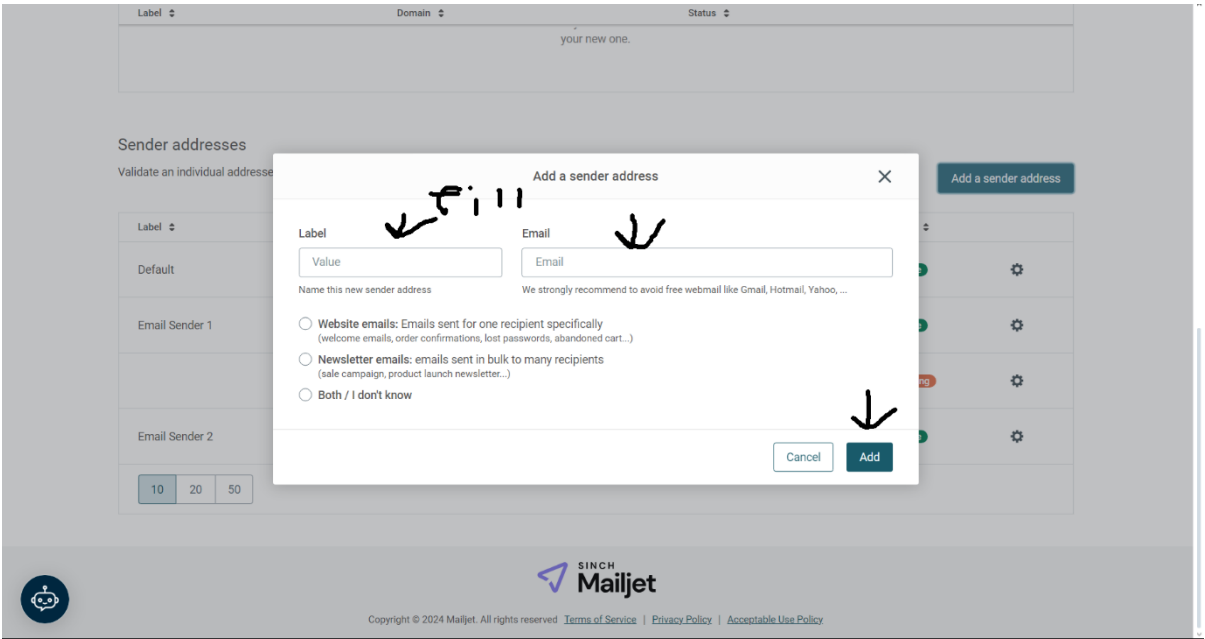 Label Domain Status
your new one.
Sender addresses
Validate an individual addresse
Add a sender address
Add a sender address
fill
Label Email
Label
Value Email
Default
Name this new sender address We strongly recommend to avoid free webmail like Gmail, Hotmail, Yahoo, ...
Email Sender 1
Website emails: Emails sent for one recipient specifically
(welcome emails, order confirmations, lost passwords, abandoned cart...)
Newsletter emails: emails sent in bulk to many recipients
(sale campaign, product launch newsletter...)
ng
Both / I don't know
Email Sender 2
Cancel Add
10 20 50
SINCH
Mailjet
Copyright © 2024 Mailjet. All rights reserved Terms of Service | Privacy Policy | Acceptable Use Policy